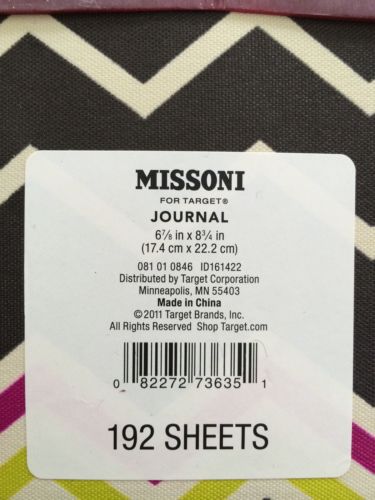 MISSONI
FOR TARGET®
JOURNAL
6⅞ in x 8¾ in
(17.4 cm x 22.2 cm)
081 01 0846 ID161422
Distributed by Target Corporation
Minneapolis, MN 55403
Made in China
©2011 Target Brands, Inc.
All Rights Reserved Shop Target.com
0 82272 73635 1
192 SHEETS